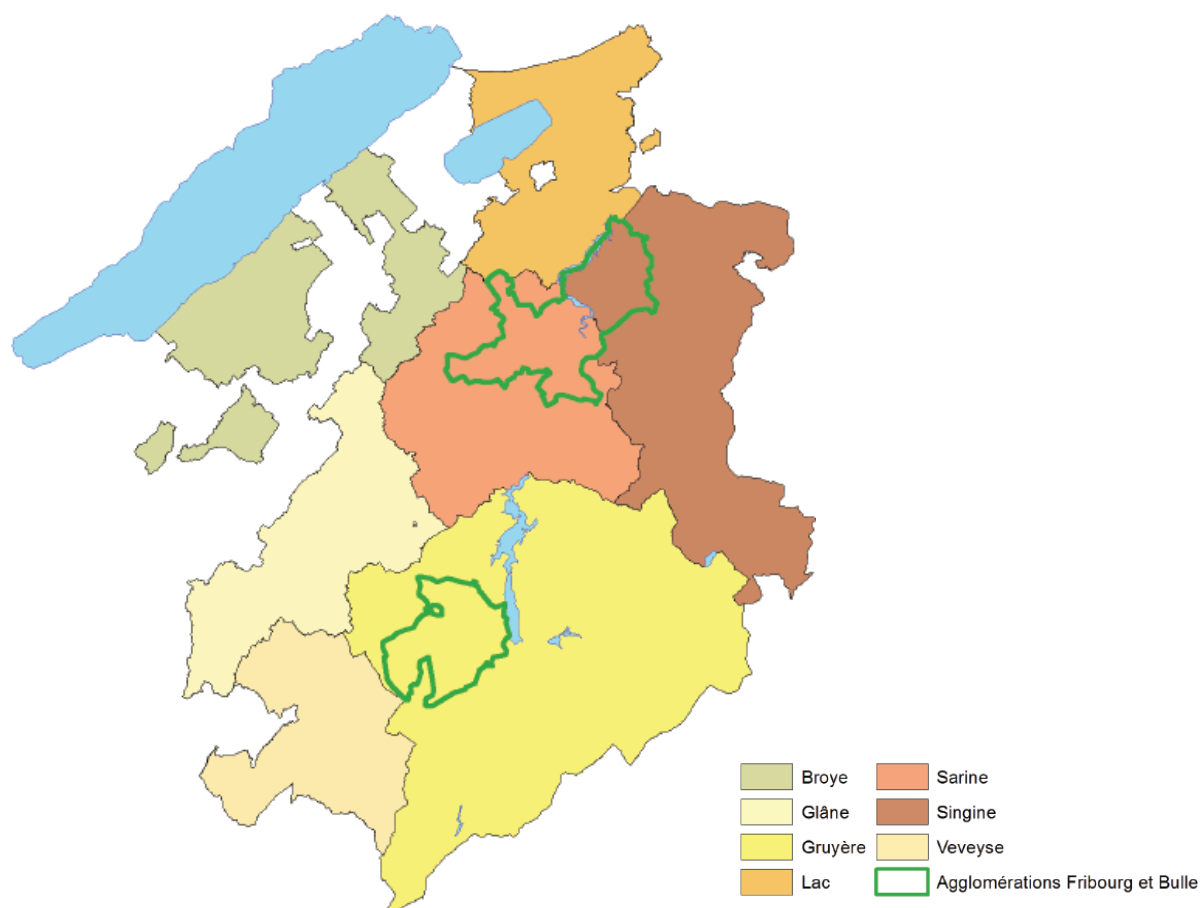 Broye
Glâne
Gruyère
Lac
Sarine
Singine
Veveyse
Agglomérations Fribourg et Bulle